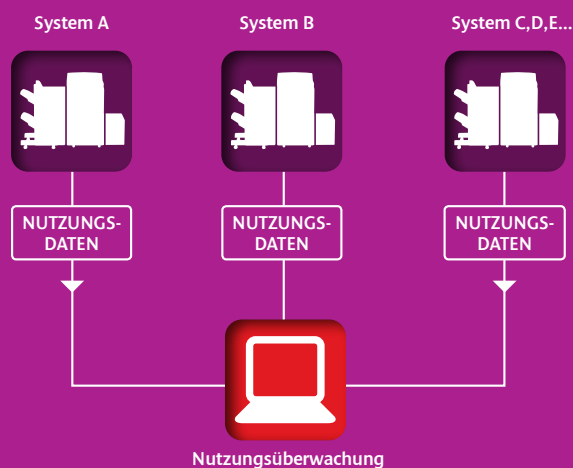 System A
System B
System C,D,E...
NUTZUNGS-
DATEN
NUTZUNGS-
DATEN
NUTZUNGS-
DATEN
Nutzungsüberwachung